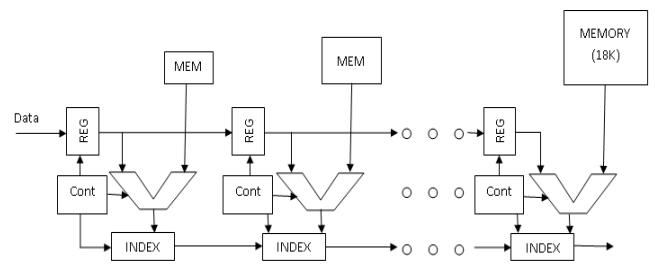 MEMORY
(18K)
MEM
MEM
Data
REG
REG
REG
Cont
Cont
Cont
INDEX
INDEX
INDEX